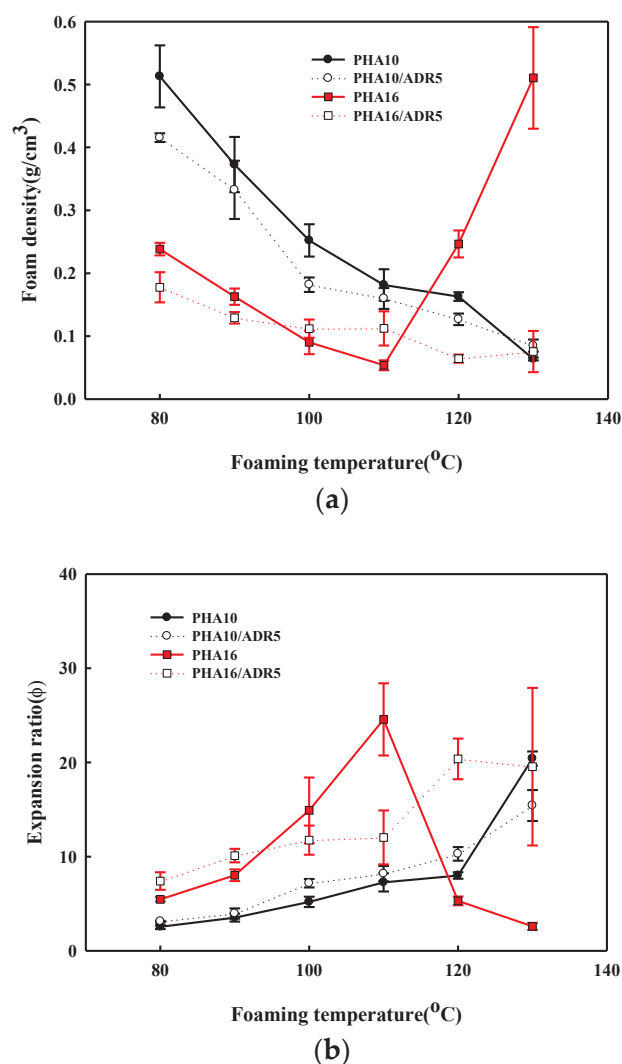 0.6
0.5
0.4
0.3
0.2
0.1
0.0
Foam density(g/cm3)
PHA10
PHA10/ADR5
PHA16
PHA16/ADR5
80 100 120 140
Foaming temperature(oC)
(a)
40
30
20
10
0
Expansion ratio(ϕ)
PHA10
PHA10/ADR5
PHA16
PHA16/ADR5
80 100 120 140
Foaming temperature(oC)
(b)